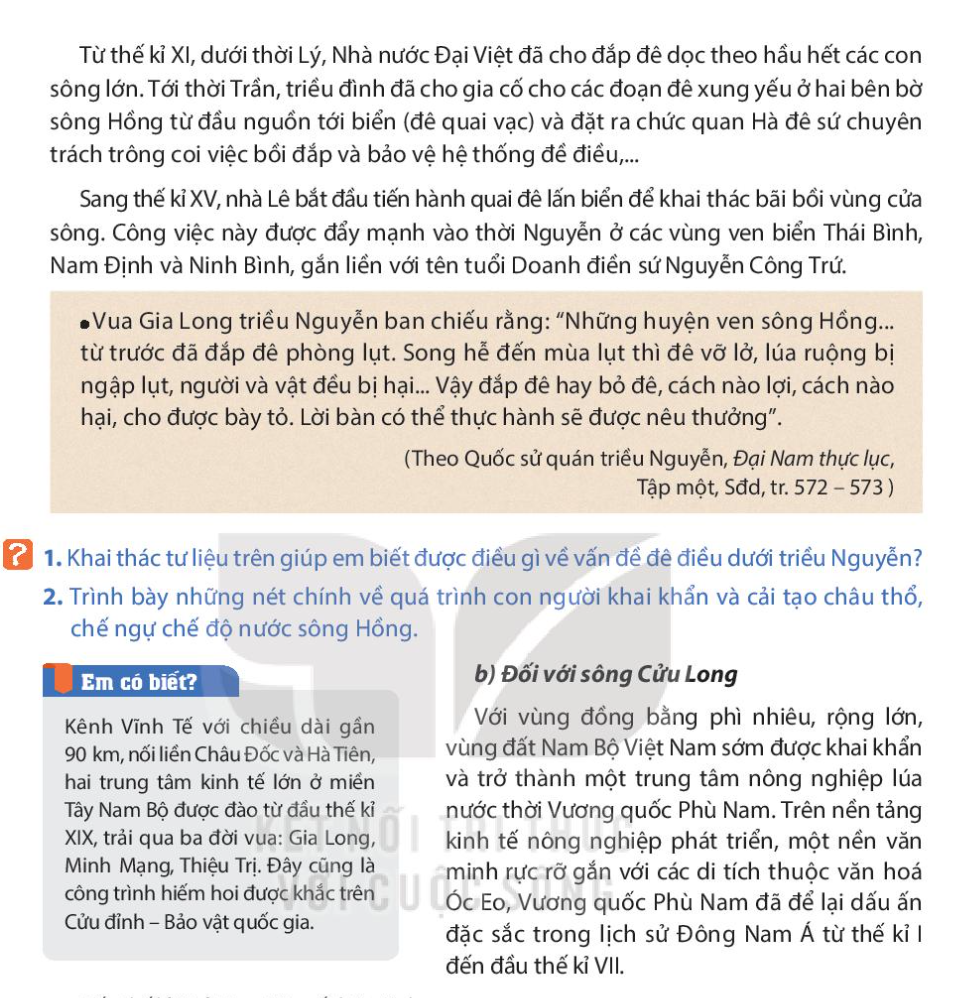 Từ thế kỉ XI, dưới thời Lý, Nhà nước Đại Việt đã cho đắp đê dọc theo hầu hết các con
sông lớn. Tới thời Trần, triều đình đã cho gia cố cho các đoạn đê xung yếu ở hai bên bờ
sông Hồng từ đầu nguồn tới biển (đê quai vạc) và đặt ra chức quan Hà đê sứ chuyên
trách trông coi việc bồi đắp và bảo vệ hệ thống đề điều,...
Sang thế kỉ XV, nhà Lê bắt đầu tiến hành quai đê lấn biển để khai thác bãi bồi vùng cửa
sông. Công việc này được đẩy mạnh vào thời Nguyễn ở các vùng ven biển Thái Bình,
Nam Định và Ninh Bình, gắn liền với tên tuổi Doanh điền sứ Nguyễn Công Trứ.
•Vua Gia Long triều Nguyễn ban chiếu rằng: “Những huyện ven sông Hồng...
từ trước đã đắp đê phòng lụt. Song hễ đến mùa lụt thì đê vỡ lở, lúa ruộng bị
ngập lụt, người và vật đều bị hại... Vậy đắp đê hay bỏ đê, cách nào lợi, cách nào
hại, cho được bày tỏ. Lời bàn có thể thực hành sẽ được nêu thưởng”.
(Theo Quốc sử quán triều Nguyễn, Đại Nam thực lục,
Tập một, Sđd, tr. 572 – 573 )
? 1. Khai thác tư liệu trên giúp em biết được điều gì về vấn đề đê điều dưới triều Nguyễn?
2. Trình bày những nét chính về quá trình con người khai khẩn và cải tạo châu thổ,
chế ngự chế độ nước sông Hồng.
Em có biết?
Kênh Vĩnh Tế với chiều dài gần
90 km, nối liền Châu Đốc và Hà Tiên,
hai trung tâm kinh tế lớn ở miền
Tây Nam Bộ được đào từ đầu thế kỉ
XIX, trải qua ba đời vua: Gia Long,
Minh Mạng, Thiệu Trị. Đây cũng là
công trình hiếm hoi được khắc trên
Cửu đỉnh – Bảo vật quốc gia.
b) Đối với sông Cửu Long
Với vùng đồng bằng phì nhiêu, rộng lớn,
vùng đất Nam Bộ Việt Nam sớm được khai khẩn
và trở thành một trung tâm nông nghiệp lúa
nước thời Vương quốc Phù Nam. Trên nền tảng
kinh tế nông nghiệp phát triển, một nền văn
minh rực rỡ gắn với các di tích thuộc văn hoá
Óc Eo, Vương quốc Phù Nam đã để lại dấu ấn
đặc sắc trong lịch sử Đông Nam Á từ thế kỉ I
đến đầu thế kỉ VII.
KẾT NỐI TRI THỨC
VỚI CUỘC SỐNG